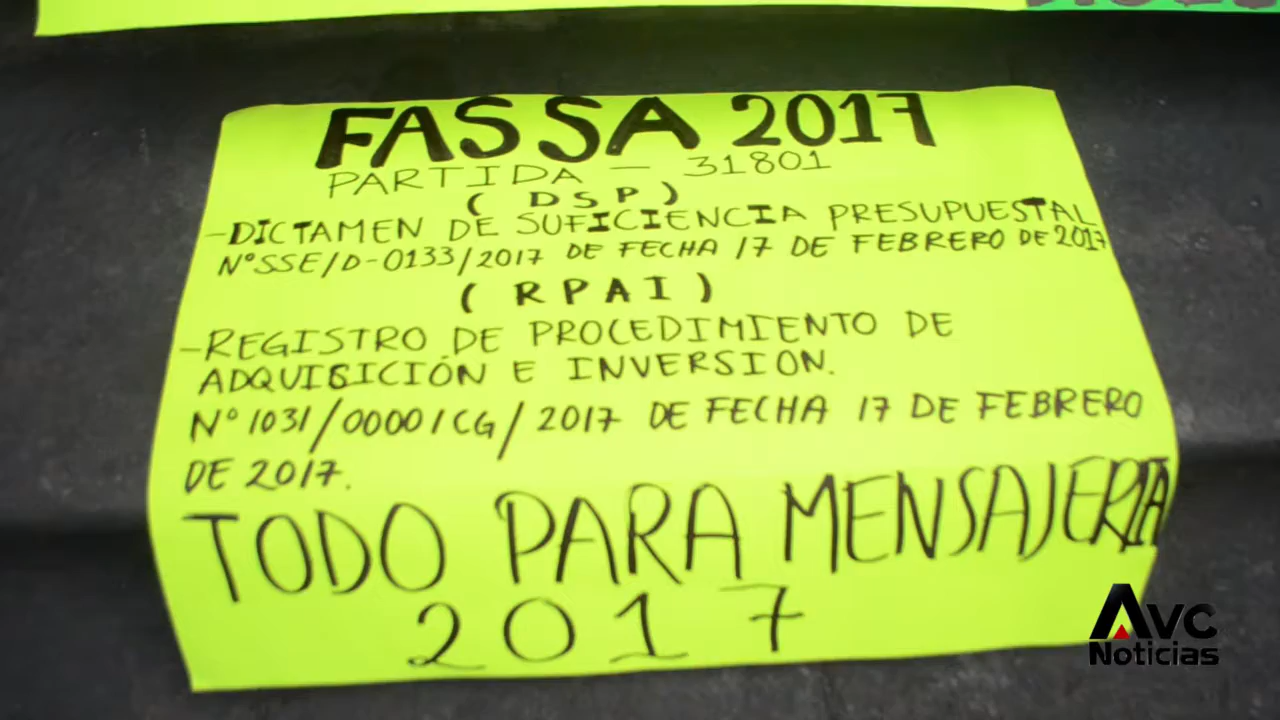 FASSA 2017
PARTIDA - 31801
( DSP )
-DICTAMEN DE SUFICIENCIA PRESUPUESTAL
N°SSE/D-0133/2017 DE FECHA 17 DE FEBRERO DE 2017
( RPAI )
-REGISTRO DE PROCEDIMIENTO DE
ADQUISICIÓN E INVERSION.
N° 1031/00001CG/2017 DE FECHA 17 DE FEBRERO
DE 2017.
TODO PARA MENSAJERIA
2017
Avc
Noticias